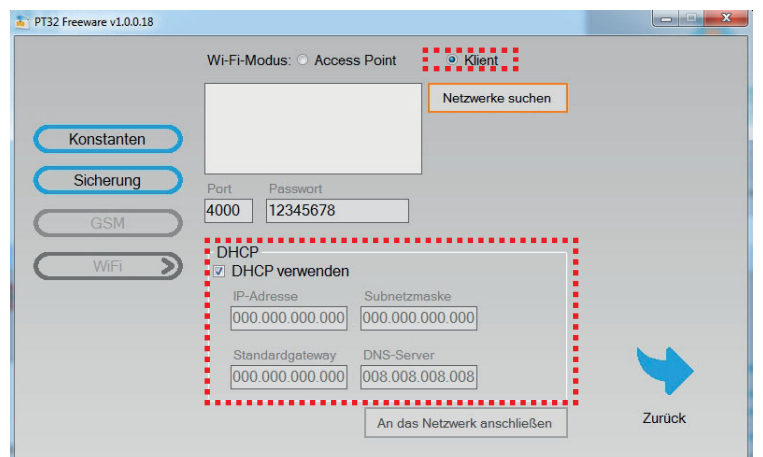 PT32 Freeware v1.0.0.18
Wi-Fi-Modus: Access Point Klient
Netzwerke suchen
Konstanten
Sicherung
GSM
WiFi
Port Passwort
4000 12345678
DHCP
DHCP verwenden
IP-Adresse Subnetzmaske
000.000.000.000 000.000.000.000
Standardgateway DNS-Server
000.000.000.000 008.008.008.008
An das Netzwerk anschließen
Zurück